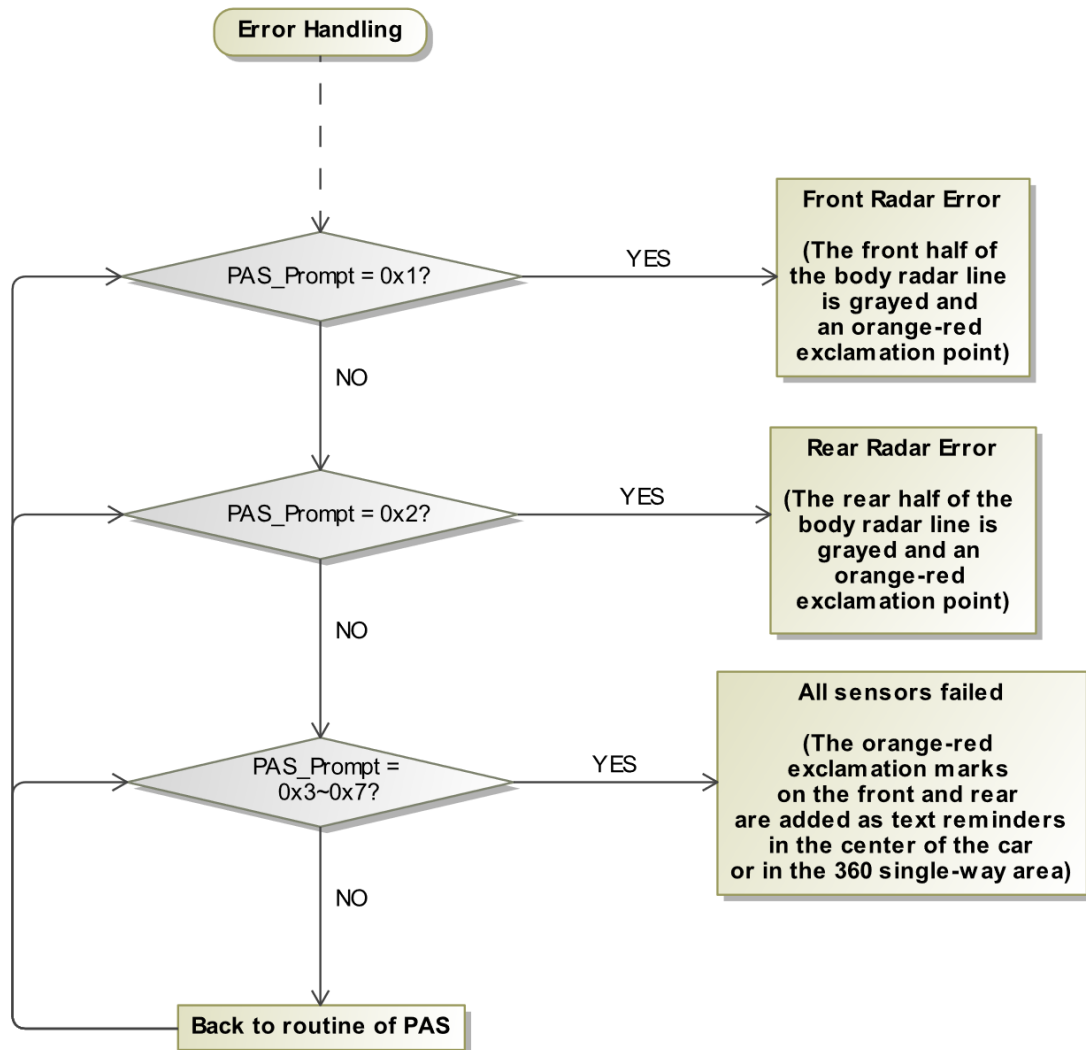 Error Handling
PAS_Prompt = 0x1?
YES
Front Radar Error
(The front half of
the body radar line
is grayed and
an orange-red
exclamation point)
NO
PAS_Prompt = 0x2?
YES
Rear Radar Error
(The rear half of the
body radar line is
grayed and an
orange-red
exclamation point)
NO
PAS_Prompt =
0x3~0x7?
YES
All sensors failed
(The orange-red
exclamation marks
on the front and rear
are added as text reminders
in the center of the car
or in the 360 single-way area)
NO
Back to routine of PAS